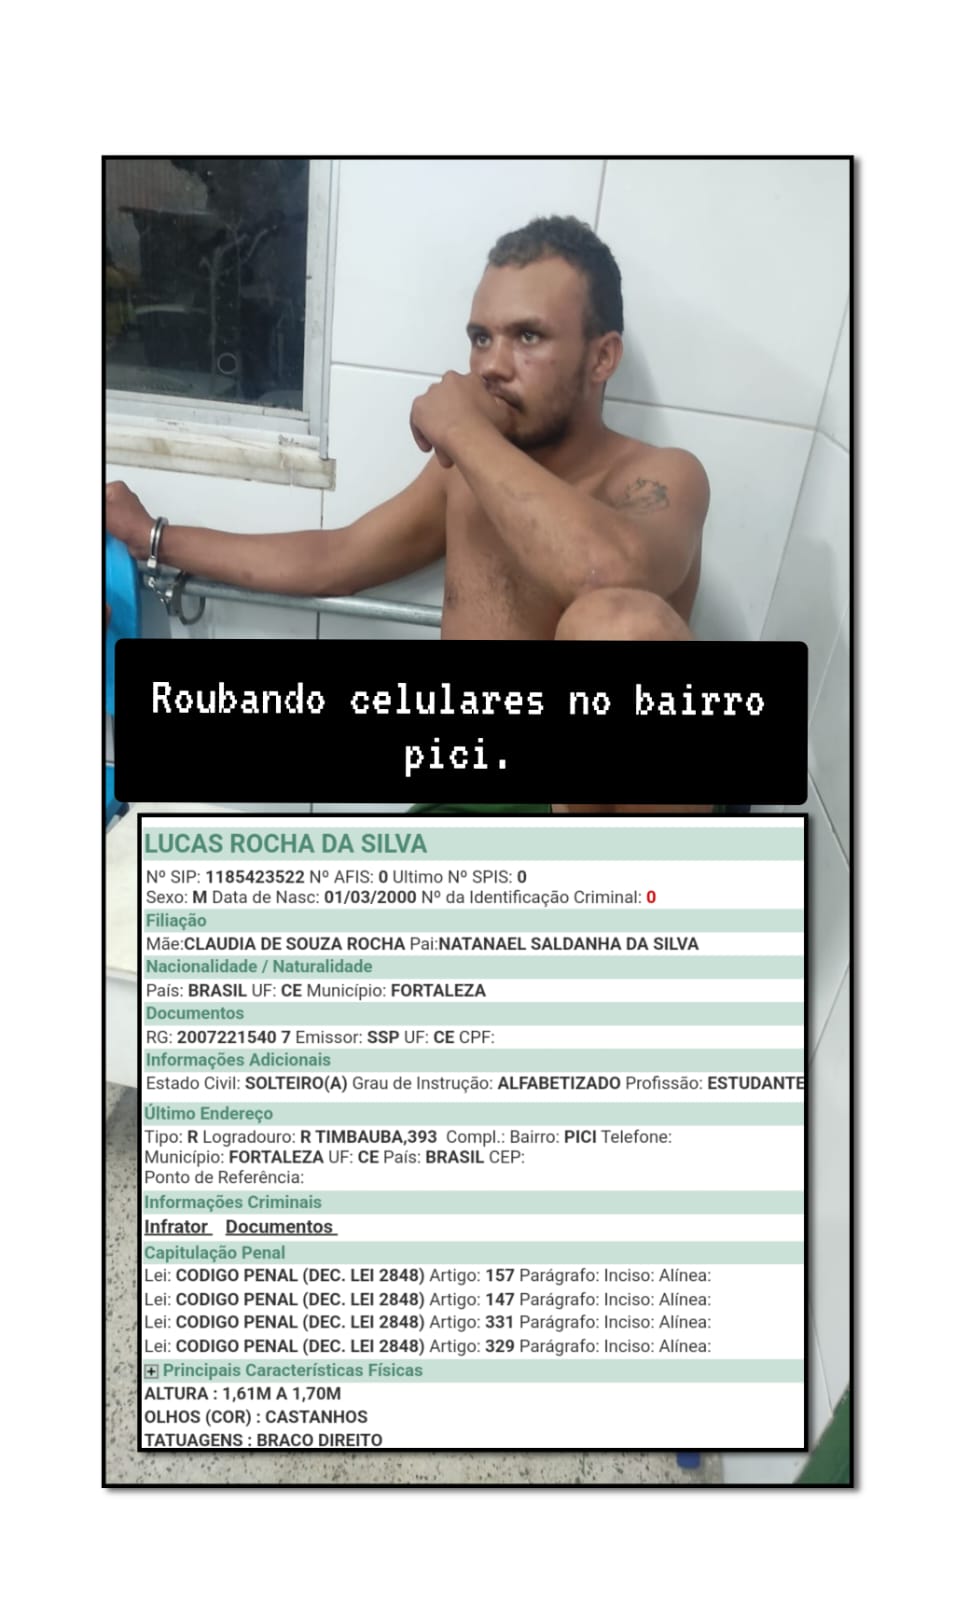 Roubando celulares no bairro
pici.
LUCAS ROCHA DA SILVA
Nº SIP: 1185423522 Nº AFIS: 0 Ultimo Nº SPIS: 0
Sexo: M Data de Nasc: 01/03/2000 Nº da Identificação Criminal: 0
Filiação
Mãe:CLAUDIA DE SOUZA ROCHA Pai:NATANAEL SALDANHA DA SILVA
Nacionalidade / Naturalidade
País: BRASIL UF: CE Município: FORTALEZA
Documentos
RG: 2007221540 7 Emissor: SSP UF: CE CPF:
Informações Adicionais
Estado Civil: SOLTEIRO(A) Grau de Instrução: ALFABETIZADO Profissão: ESTUDANTE
Último Endereço
Tipo: R Logradouro: R TIMBAUBA,393 Compl.: Bairro: PICI Telefone:
Município: FORTALEZA UF: CE País: BRASIL CEP:
Ponto de Referência:
Informações Criminais
Infrator Documentos
Capitulação Penal
Lei: CODIGO PENAL (DEC. LEI 2848) Artigo: 157 Parágrafo: Inciso: Alínea:
Lei: CODIGO PENAL (DEC. LEI 2848) Artigo: 147 Parágrafo: Inciso: Alínea:
Lei: CODIGO PENAL (DEC. LEI 2848) Artigo: 331 Parágrafo: Inciso: Alínea:
Lei: CODIGO PENAL (DEC. LEI 2848) Artigo: 329 Parágrafo: Inciso: Alínea:
Principais Características Físicas
ALTURA : 1,61M A 1,70M
OLHOS (COR) : CASTANHOS
TATUAGENS : BRACO DIREITO